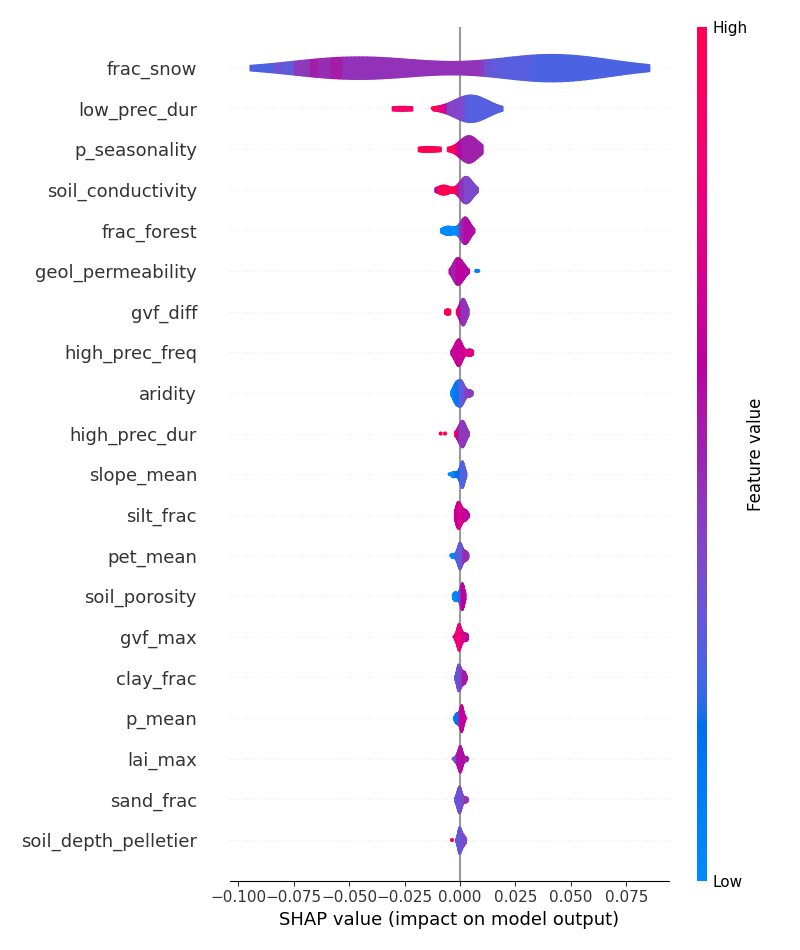 High
frac_snow
low_prec_dur
p_seasonality
soil_conductivity
frac_forest
geol_permeability
gvf_diff
high_prec_freq
aridity
high_prec_dur
slope_mean
silt_frac
pet_mean
soil_porosity
gvf_max
clay_frac
p_mean
lai_max
sand_frac
soil_depth_pelletier
Feature value
Low
−0.100 −0.075 −0.050 −0.025 0.000 0.025 0.050 0.075
SHAP value (impact on model output)